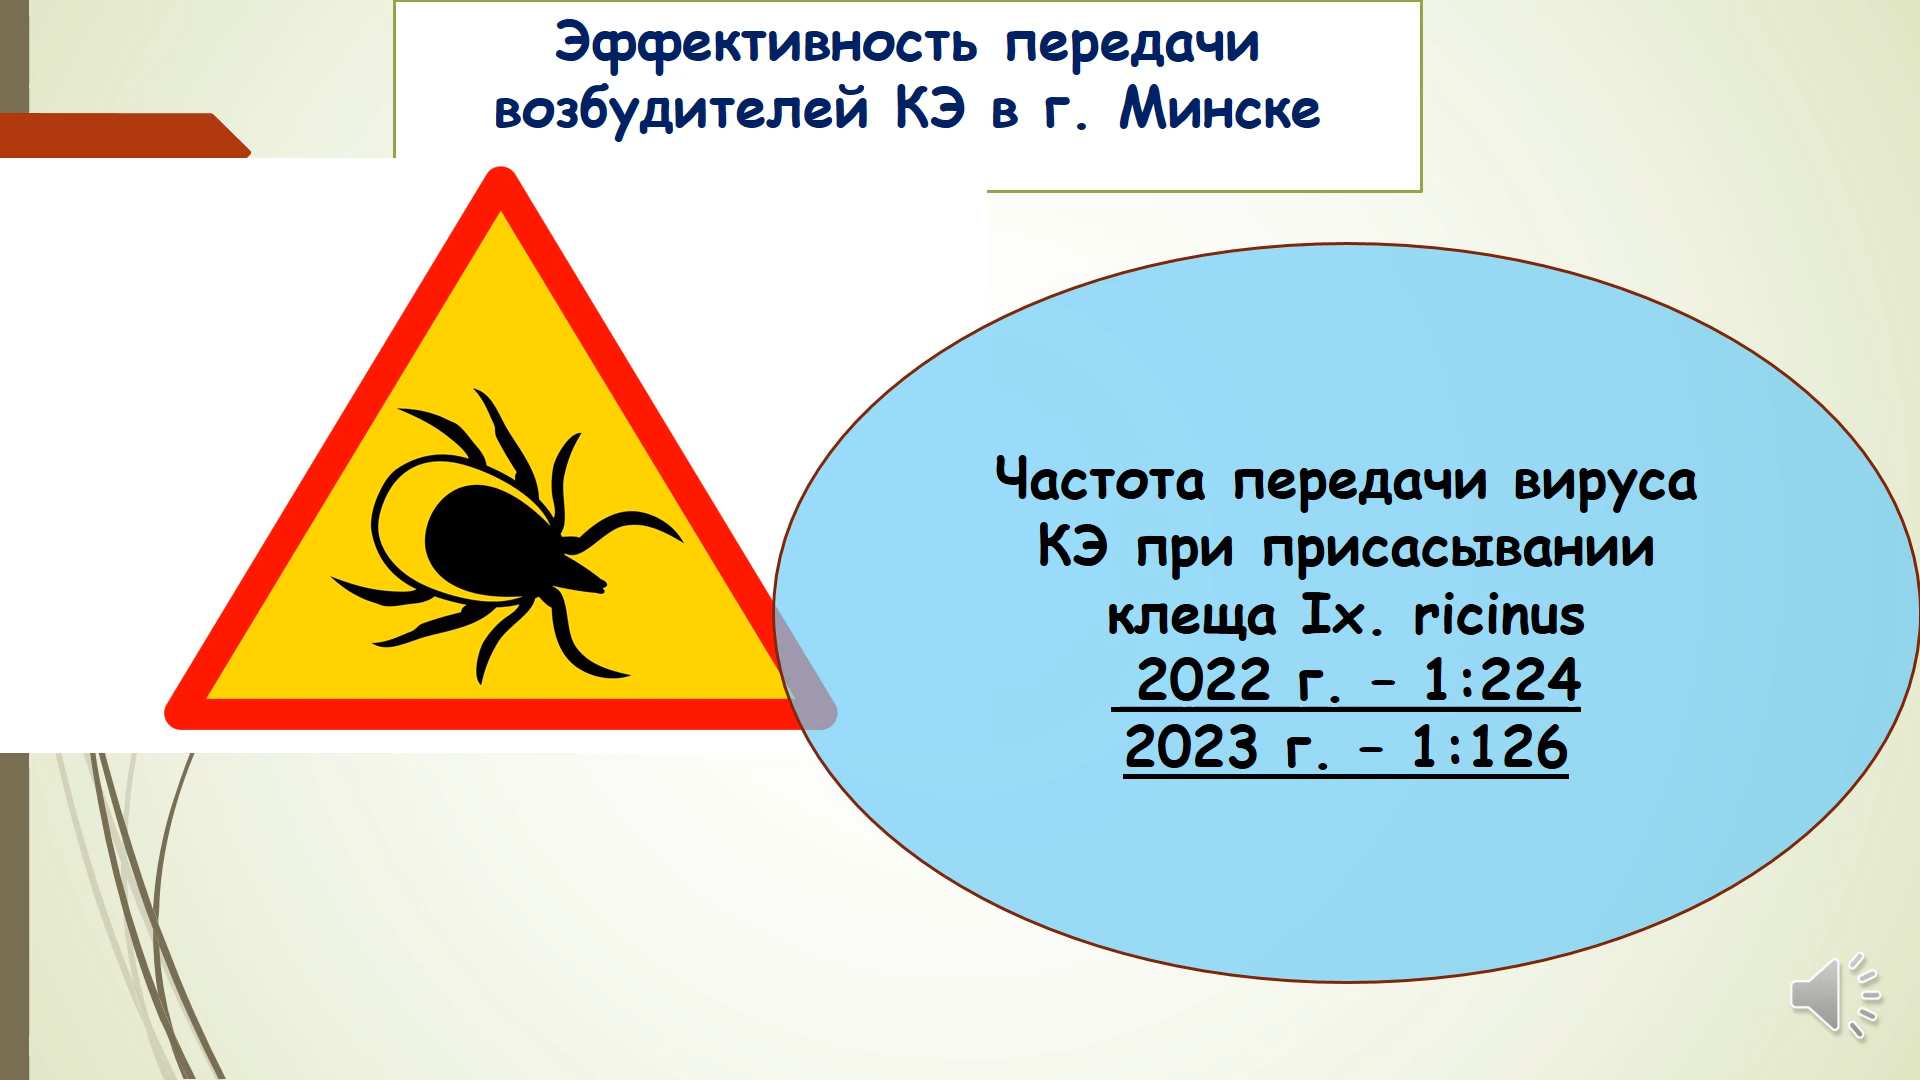 Эффективность передачи
возбудителей КЭ в г. Минске
Частота передачи вируса
КЭ при присасывании
клеща Ix. ricinus
2022 г. – 1:224
2023 г. – 1:126